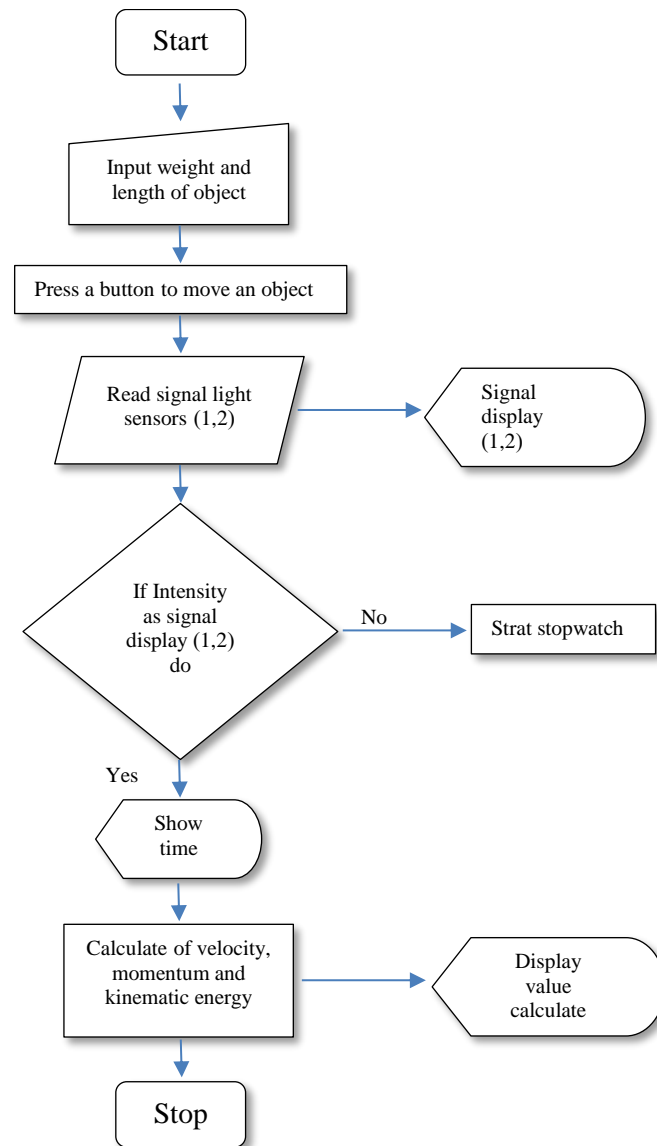 Start
Input weight and
length of object
Press a button to move an object
Read signal light
sensors (1,2)
Signal
display
(1,2)
If Intensity
as signal
display (1,2)
do
No
Strat stopwatch
Yes
Show
time
Calculate of velocity,
momentum and
kinematic energy
Display
value
calculate
Stop